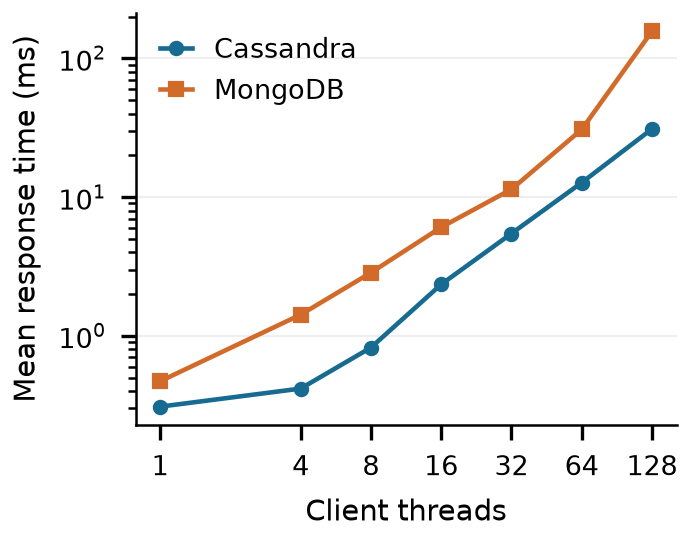 Cassandra
MongoDB
Mean response time (ms)
10²
10¹
10⁰
1 4 8 16 32 64 128
Client threads